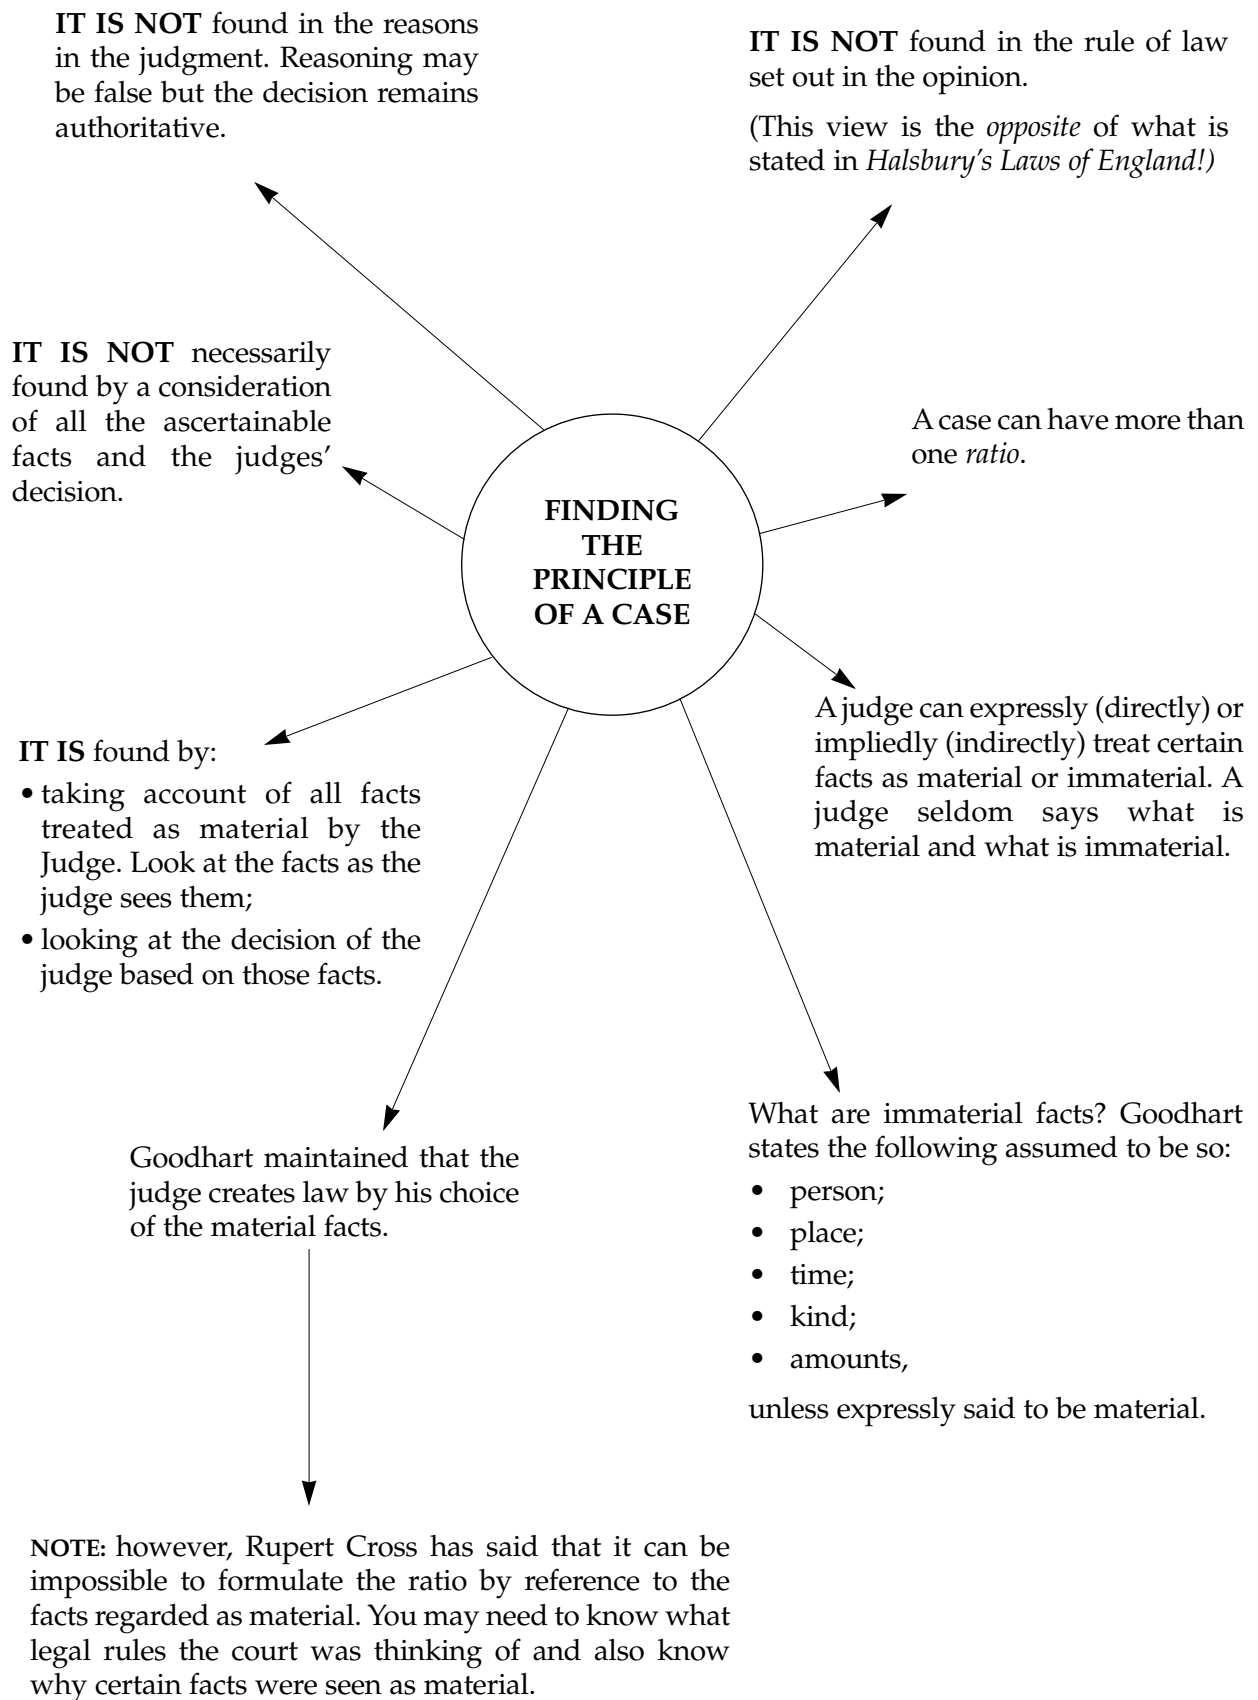 IT IS NOT found in the reasons
in the judgment. Reasoning may
be false but the decision remains
authoritative.
IT IS NOT found in the rule of law
set out in the opinion.
(This view is the opposite of what is
stated in Halsbury's Laws of England!)
IT IS NOT necessarily
found by a consideration
of all the ascertainable
facts and the judges'
decision.
A case can have more than
one ratio.
FINDING
THE
PRINCIPLE
OF A CASE
IT IS found by:
• taking account of all facts
treated as material by the
Judge. Look at the facts as the
judge sees them;
• looking at the decision of the
judge based on those facts.
A judge can expressly (directly) or
impliedly (indirectly) treat certain
facts as material or immaterial. A
judge seldom says what is
material and what is immaterial.
Goodhart maintained that the
judge creates law by his choice
of the material facts.
What are immaterial facts? Goodhart
states the following assumed to be so:
• person;
• place;
• time;
• kind;
• amounts,
unless expressly said to be material.
NOTE: however, Rupert Cross has said that it can be
impossible to formulate the ratio by reference to the
facts regarded as material. You may need to know what
legal rules the court was thinking of and also know
why certain facts were seen as material.